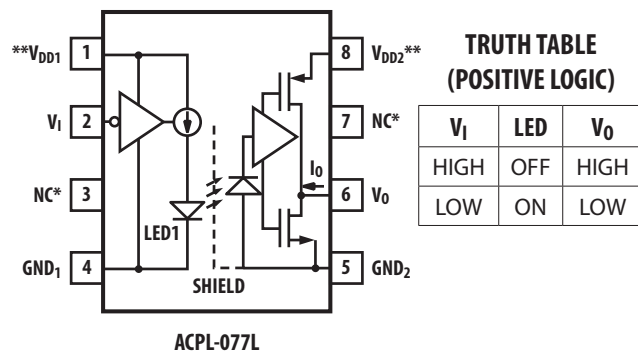 **VDD1 1
VI 2
NC* 3
GND1 4
LED1
SHIELD
IO
8 VDD2**
7 NC*
6 VO
5 GND2
ACPL-077L
TRUTH TABLE
(POSITIVE LOGIC)
VI LED VO
HIGH OFF HIGH
LOW ON LOW